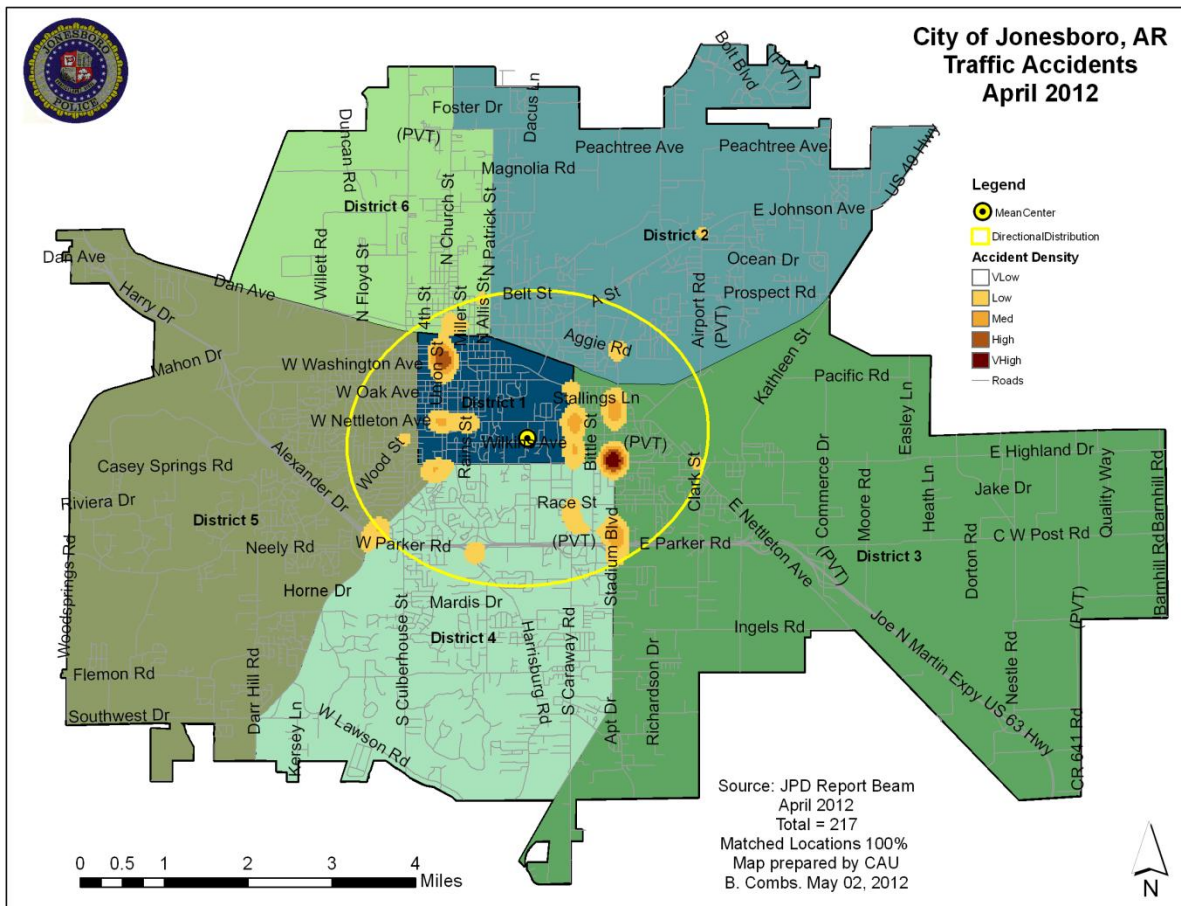 JONESBORO
POLICE
City of Jonesboro, AR
Traffic Accidents
April 2012
Legend
MeanCenter
DirectionalDistribution
Accident Density
VLow
Low
Med
High
VHigh
Roads
Bolt Blvd
(PVT)
Foster Dr
Dacus Ln
Duncan Rd
(PVT)
Peachtree Ave
Peachtree Ave
US 49 Hwy
Magnolia Rd
District 6
N Church St
N Patrick St
E Johnson Ave
District 2
Willett Rd
N Floyd St
Dan Ave
Dan Ave
Ocean Dr
Harry Dr
4th St
Miller St
N Allis St
Belt St
A St
Airport Rd
(PVT)
Prospect Rd
Mahon Dr
W Washington Ave
Union St
Aggie Rd
Kathleen St
Pacific Rd
W Oak Ave
District 1
Stallings Ln
Easley Ln
W Nettleton Ave
Rains St
Wilkins Ave
Bittle St
(PVT)
E Highland Dr
Casey Springs Rd
Alexander Dr
Wood St
Clark St
Commerce Dr
Moore Rd
Heath Ln
Jake Dr
Quality Way
Barnhill Rd
Riviera Dr
Race St
District 5
Neely Rd
W Parker Rd
(PVT)
Stadium Blvd
E Parker Rd
E Nettleton Ave
(PVT)
District 3
Dorton Rd
C W Post Rd
Barnhill Rd
Woodsprings Rd
Horne Dr
Mardis Dr
(PVT)
District 4
S Culberhouse St
Harrisburg Rd
S Caraway Rd
Ingels Rd
Joe N Martin Expy US 63 Hwy
Flemon Rd
Darr Hill Rd
Richardson Dr
Nestle Rd
Southwest Dr
Kersey Ln
W Lawson Rd
Apt Dr
CR 641 Rd
Source: JPD Report Beam
April 2012
Total = 217
Matched Locations 100%
Map prepared by CAU
B. Combs. May 02, 2012
0 0.5 1 2 3 4
Miles
N